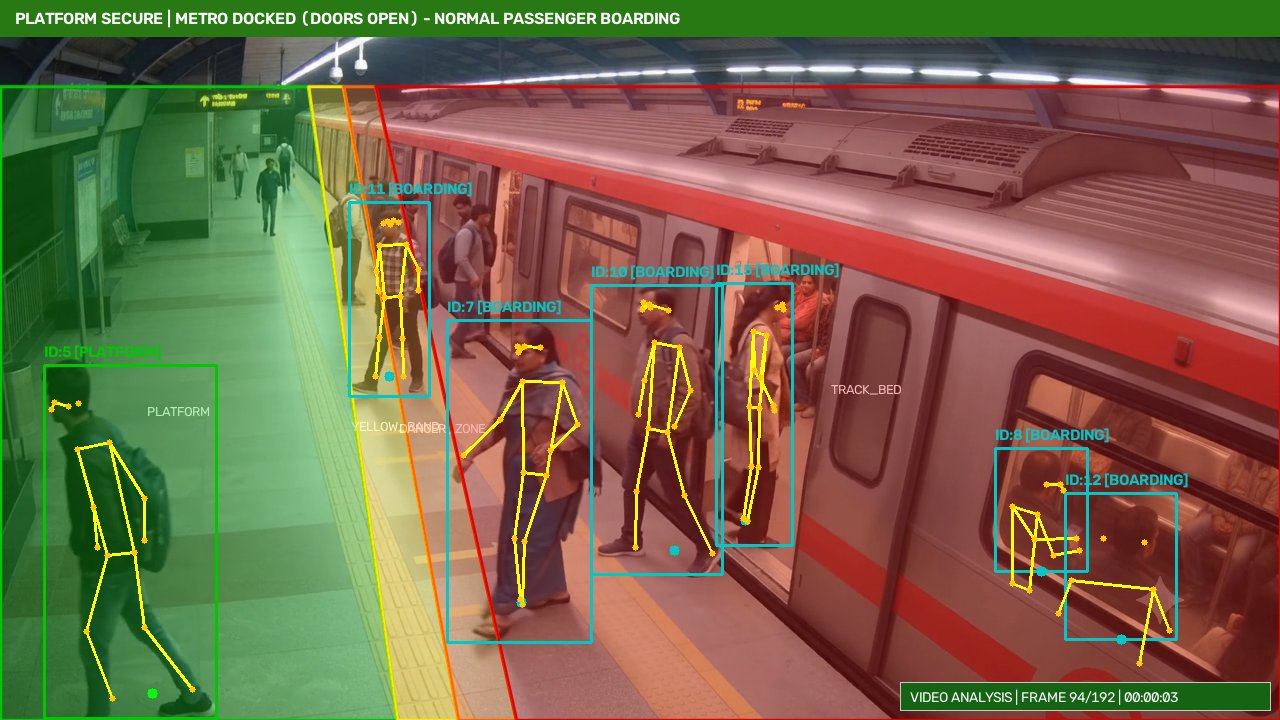 PLATFORM SECURE | METRO DOCKED (DOORS OPEN) - NORMAL PASSENGER BOARDING
ID:11 [BOARDING]
ID:10 [BOARDING]
ID:15 [BOARDING]
ID:7 [BOARDING]
ID:5 [PLATFORM]
TRACK_BED
PLATFORM
YELLOW_BAND
DANGER_ZONE
ID:8 [BOARDING]
ID:12 [BOARDING]
VIDEO ANALYSIS | FRAME 94/192 | 00:00:03